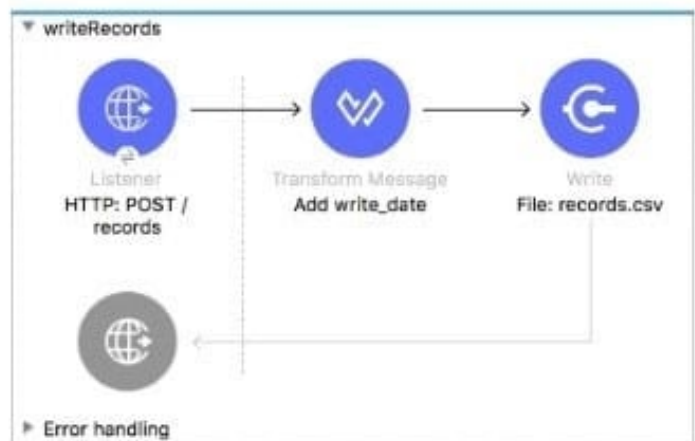 writeRecords
Listener
HTTP: POST /
records
Transform Message
Add write_date
Write
File: records.csv
Error handling